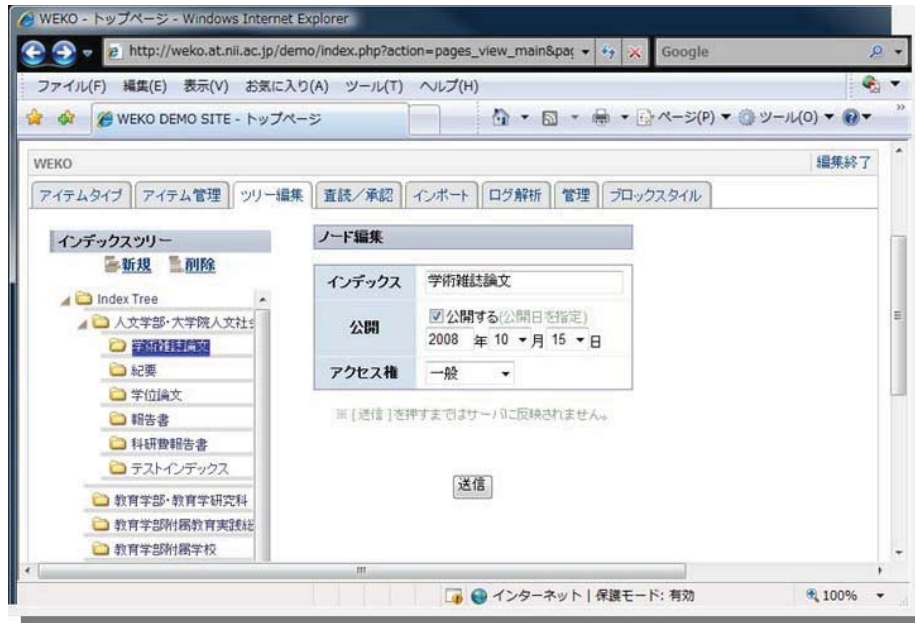 WEKO - トップページ - Windows Internet Explorer
http://weko.at.nii.ac.jp/demo/index.php?action=pages_view_main&pag
Google
ファイル(F) 編集(E) 表示(V) お気に入り(A) ツール(T) ヘルプ(H)
WEKO DEMO SITE - トップページ
ページ(P) ツール(O)
WEKO
編集終了
アイテムタイプ アイテム管理 ツリー編集 査読／承認 インポート ログ解析 管理 ブロックスタイル
インデックスツリー
新規 削除
Index Tree
人文学部・大学院人文社会
学術雑誌論文
紀要
学位論文
報告書
科研費報告書
テストインデックス
教育学部・教育学研究科
教育学部附属教育実践総
教育学部附属学校
ノード編集
インデックス 学術雑誌論文
公開 公開する(公開日を指定)
2008 年 10 月 15 日
アクセス権 一般
※ [送信]を押すまではサーバに反映されません。
送信
インターネット | 保護モード: 有効
100%